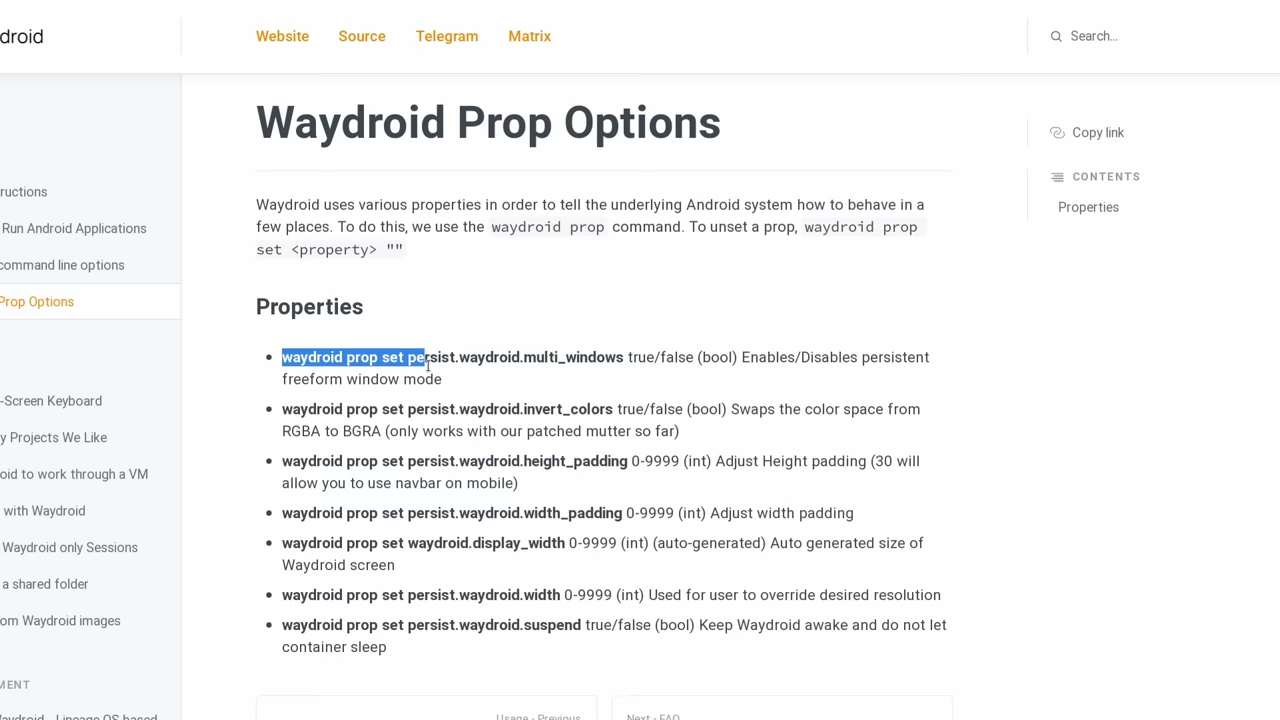 droid
Website
Source
Telegram
Matrix
Search...
ructions
Run Android Applications
command line options
Prop Options
-Screen Keyboard
y Projects We Like
oid to work through a VM
with Waydroid
Waydroid only Sessions
a shared folder
om Waydroid images
MENT
Waydroid - Lineage OS based
Waydroid Prop Options
Waydroid uses various properties in order to tell the underlying Android system how to behave in a
few places. To do this, we use the waydroid prop command. To unset a prop, waydroid prop
set <property> ""
Properties
waydroid prop set persist.waydroid.multi_windows true/false (bool) Enables/Disables persistent
freeform window mode
waydroid prop set persist.waydroid.invert_colors true/false (bool) Swaps the color space from
RGBA to BGRA (only works with our patched mutter so far)
waydroid prop set persist.waydroid.height_padding 0-9999 (int) Adjust Height padding (30 will
allow you to use navbar on mobile)
waydroid prop set persist.waydroid.width_padding 0-9999 (int) Adjust width padding
waydroid prop set waydroid.display_width 0-9999 (int) (auto-generated) Auto generated size of
Waydroid screen
waydroid prop set persist.waydroid.width 0-9999 (int) Used for user to override desired resolution
waydroid prop set persist.waydroid.suspend true/false (bool) Keep Waydroid awake and do not let
container sleep
Usage - Previous
Next - FAQ
Copy link
CONTENTS
Properties